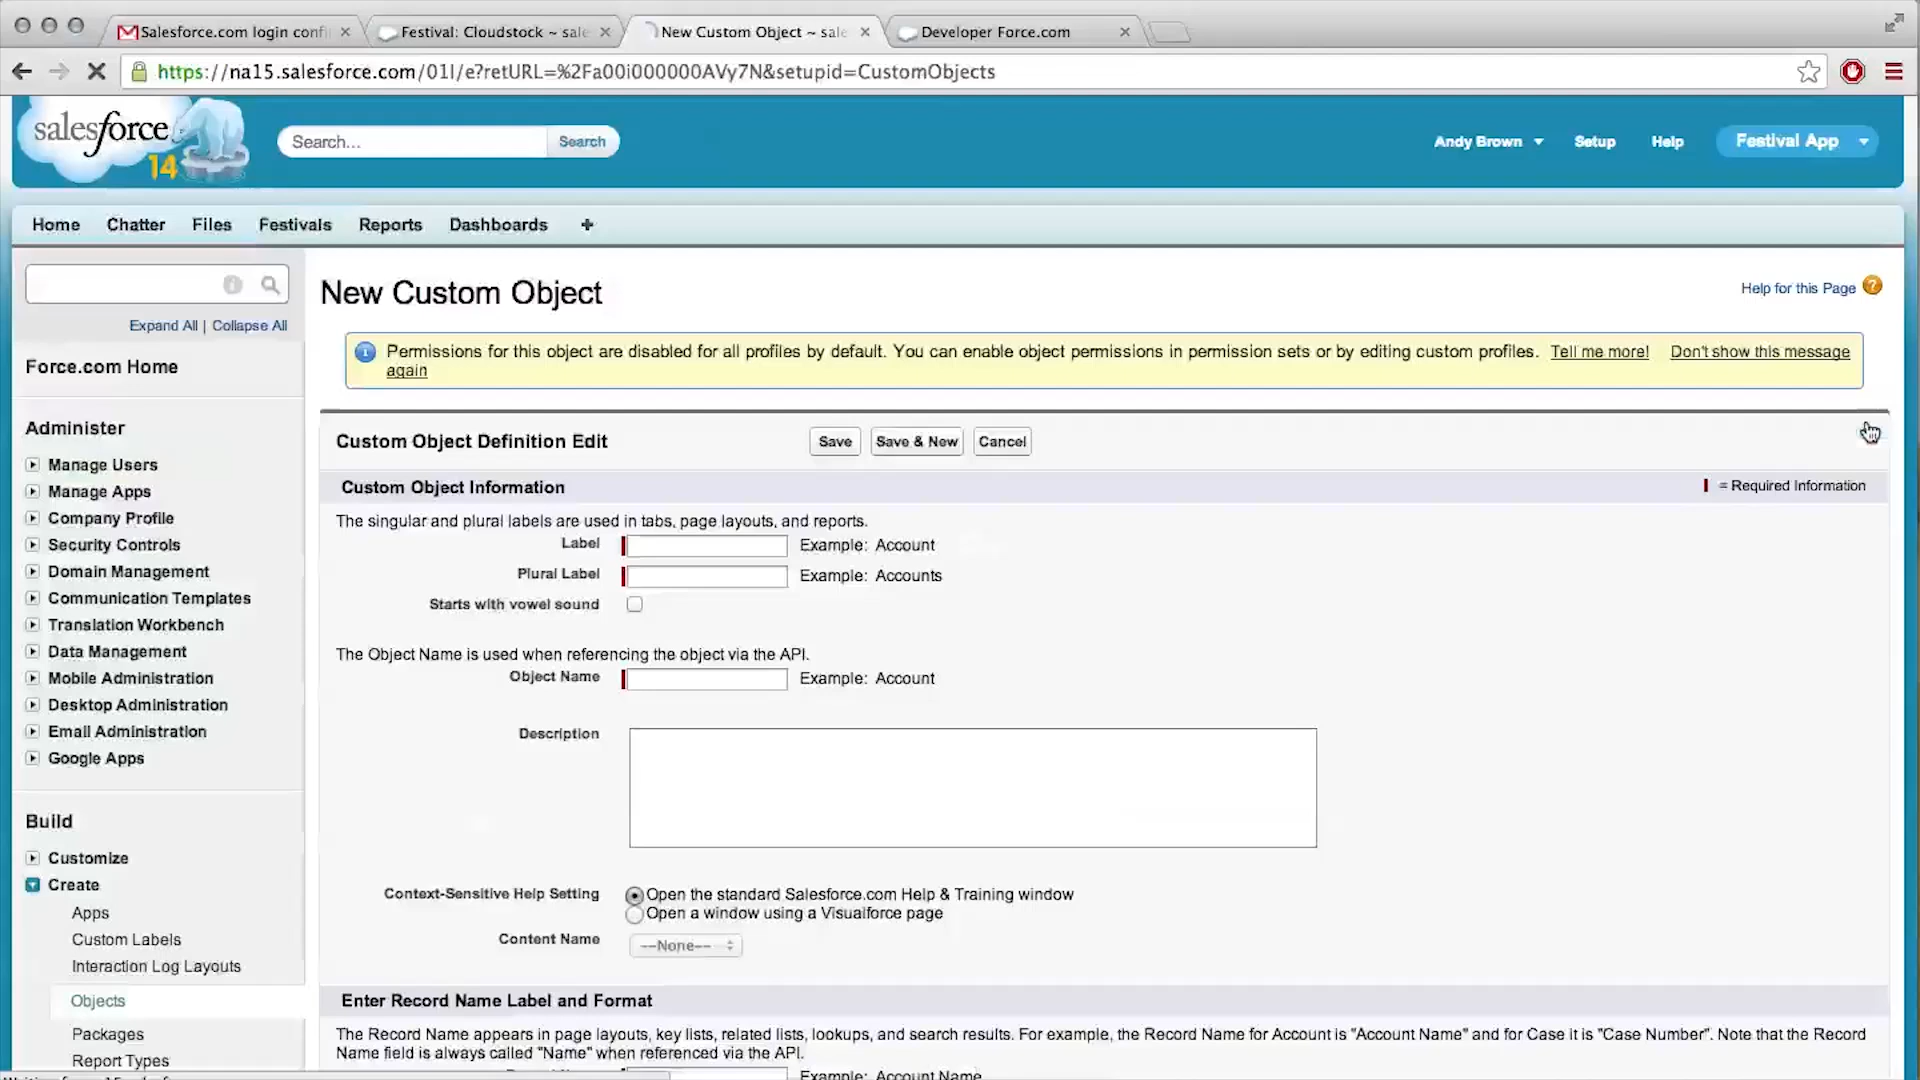 Salesforce.com login confi
Festival: Cloudstock ~ sale
New Custom Object ~ sale
Developer Force.com
https://na15.salesforce.com/01I/e?retURL=%2Fa00i000000AVy7N&setupid=CustomObjects
salesforce
14
Search...
Search
Andy Brown
Setup
Help
Festival App
Home
Chatter
Files
Festivals
Reports
Dashboards
+
Expand All | Collapse All
Force.com Home
Administer
Manage Users
Manage Apps
Company Profile
Security Controls
Domain Management
Communication Templates
Translation Workbench
Data Management
Mobile Administration
Desktop Administration
Email Administration
Google Apps
Build
Customize
Create
Apps
Custom Labels
Interaction Log Layouts
Objects
Packages
Report Types
New Custom Object
Help for this Page
Permissions for this object are disabled for all profiles by default. You can enable object permissions in permission sets or by editing custom profiles. Tell me more! Don't show this message
again
Custom Object Definition Edit
Save
Save & New
Cancel
Custom Object Information
= Required Information
The singular and plural labels are used in tabs, page layouts, and reports.
Label
Example: Account
Plural Label
Example: Accounts
Starts with vowel sound
The Object Name is used when referencing the object via the API.
Object Name
Example: Account
Description
Context-Sensitive Help Setting
Open the standard Salesforce.com Help & Training window
Open a window using a Visualforce page
Content Name
--None--
Enter Record Name Label and Format
The Record Name appears in page layouts, key lists, related lists, lookups, and search results. For example, the Record Name for Account is "Account Name" and for Case it is "Case Number". Note that the Record
Name field is always called "Name" when referenced via the API.
Example: Account Name